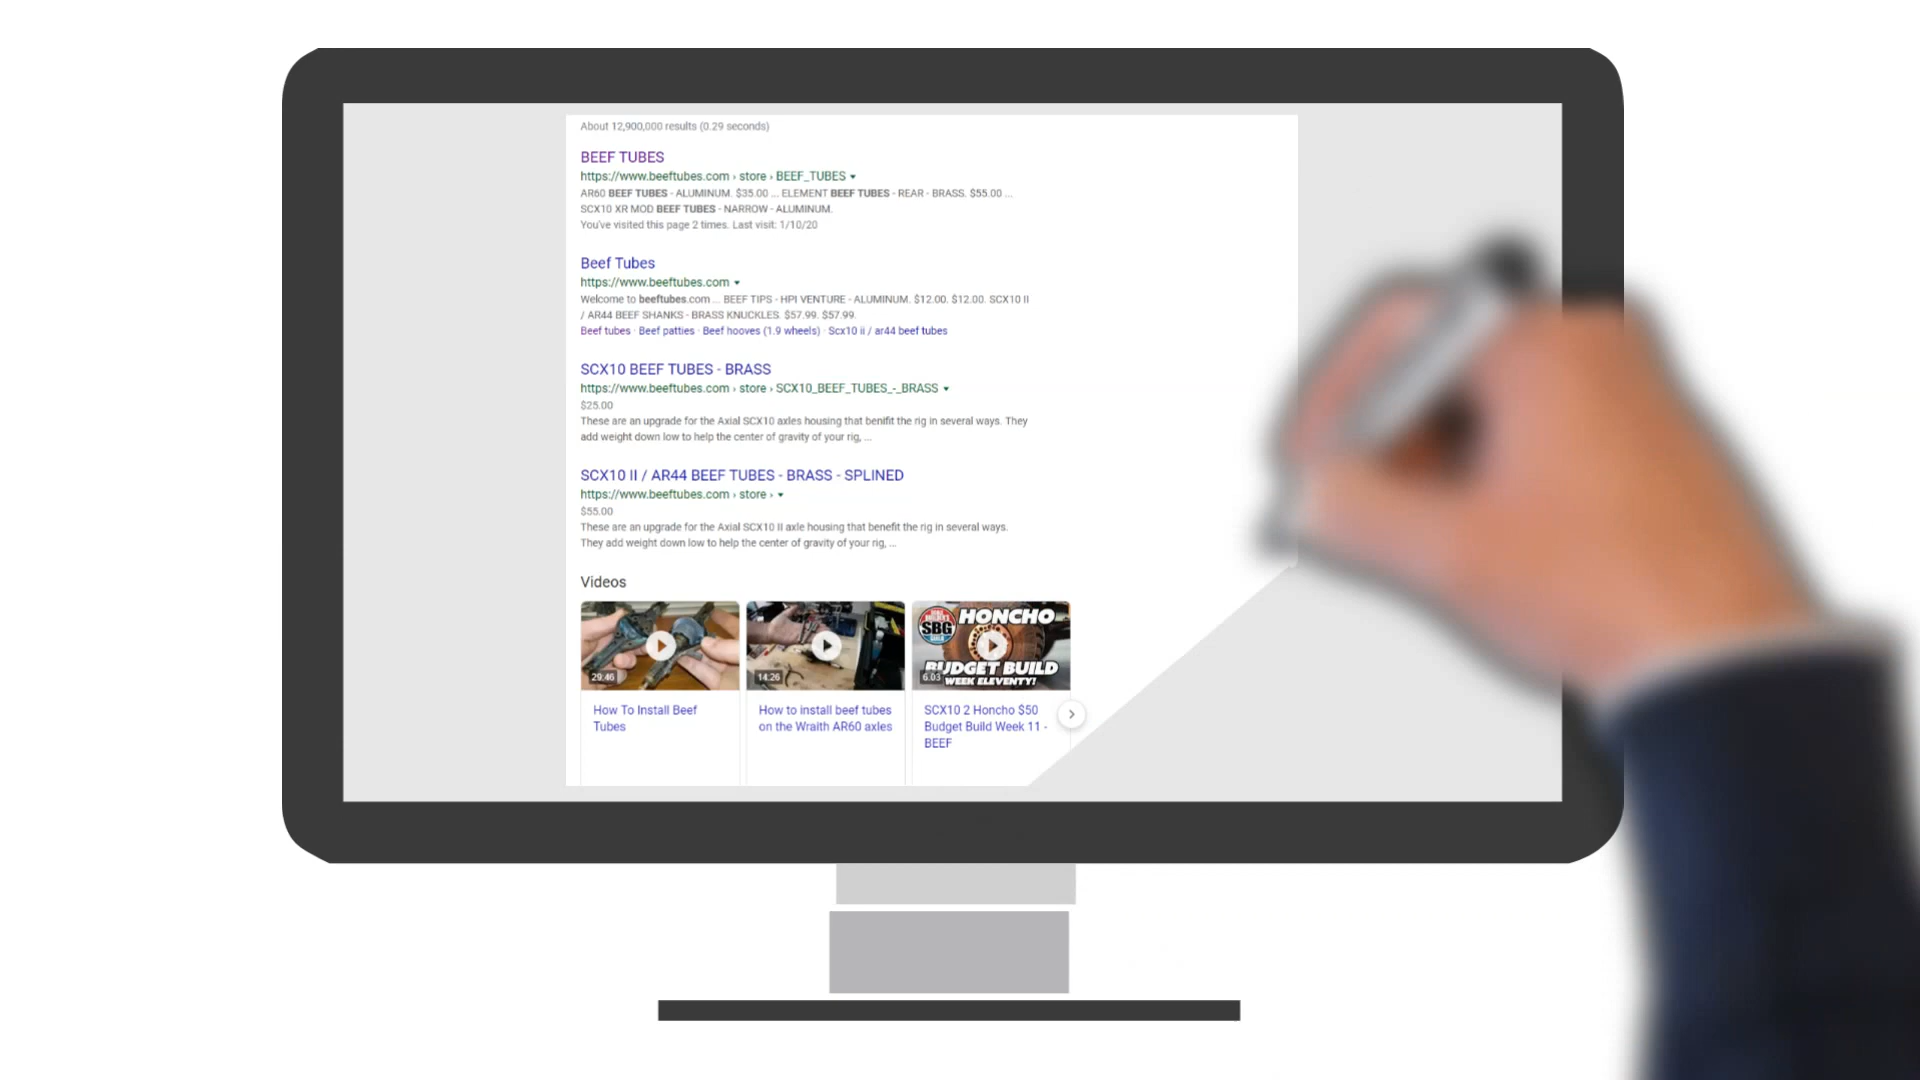 About 12,900,000 results (0.29 seconds)
BEEF TUBES
https://www.beeftubes.com › store › BEEF_TUBES
AR60 BEEF TUBES - ALUMINUM. $35.00 ... ELEMENT BEEF TUBES - REAR - BRASS. $55.00 ...
SCX10 XR MOD BEEF TUBES - NARROW - ALUMINUM.
You've visited this page 2 times. Last visit: 1/10/20
Beef Tubes
https://www.beeftubes.com
Welcome to beeftubes.com ... BEEF TIPS - HPI VENTURE - ALUMINUM. $12.00. $12.00. SCX10 II
/ AR44 BEEF SHANKS - BRASS KNUCKLES. $57.99. $57.99.
Beef tubes · Beef patties · Beef hooves (1.9 wheels) · Scx10 ii / ar44 beef tubes
SCX10 BEEF TUBES - BRASS
https://www.beeftubes.com › store › SCX10_BEEF_TUBES_-_BRASS
$25.00
These are an upgrade for the Axial SCX10 axles housing that benifit the rig in several ways. They
add weight down low to help the center of gravity of your rig, ...
SCX10 II / AR44 BEEF TUBES - BRASS - SPLINED
https://www.beeftubes.com › store ›
$55.00
These are an upgrade for the Axial SCX10 II axle housing that benefit the rig in several ways.
They add weight down low to help the center of gravity of your rig, ...
Videos
29:46
14:26
SBG
HONCHO
BUDGET BUILD
WEEK ELEVENTY!
6:03
How To Install Beef
Tubes
How to install beef tubes
on the Wraith AR60 axles
SCX10 2 Honcho $50
Budget Build Week 11 -
BEEF